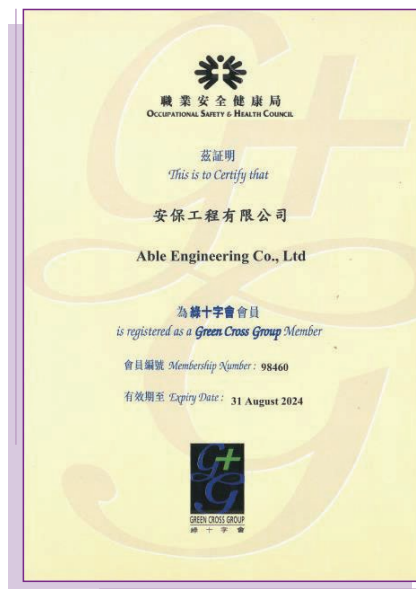 職業安全健康局
OCCUPATIONAL SAFETY & HEALTH COUNCIL
茲証明
This is to Certify that
安保工程有限公司
Able Engineering Co., Ltd
為綠十字會會員
is registered as a Green Cross Group Member
會員編號 Membership Number : 98460
有效期至 Expiry Date : 31 August 2024
G+G
GREEN CROSS GROUP
綠十字會